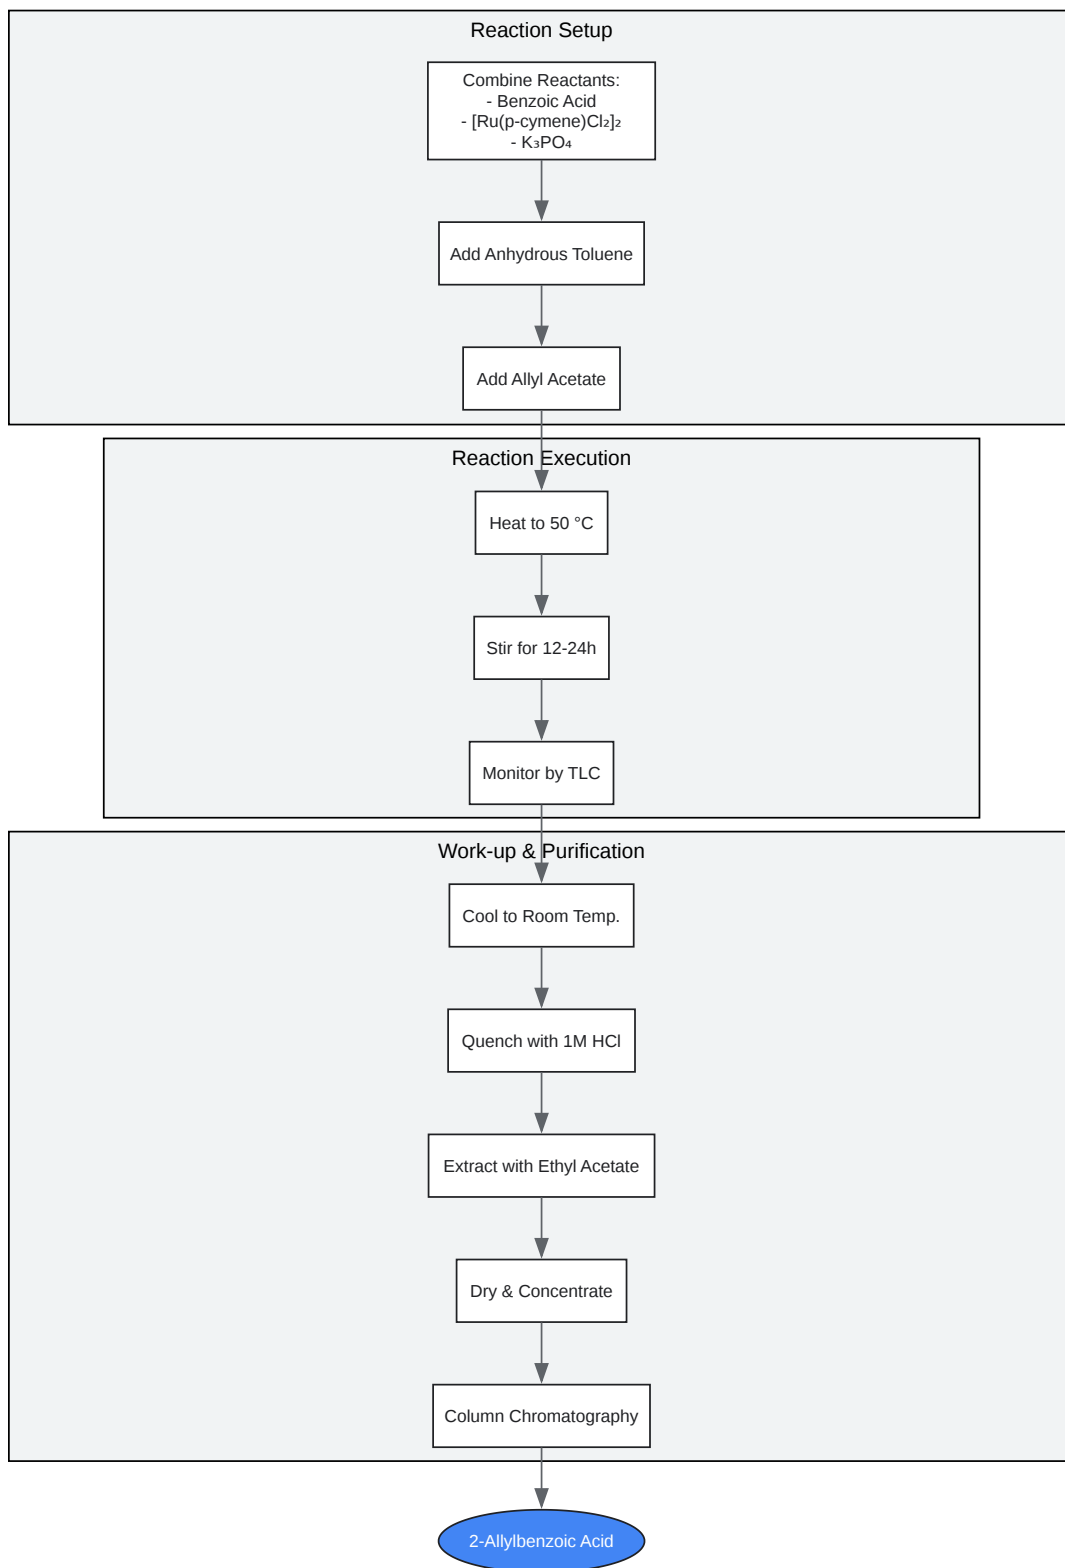 Reaction Setup
Combine Reactants:
- Benzoic Acid
- [Ru(p-cymene)Cl₂]₂
- K₃PO₄
Add Anhydrous Toluene
Add Allyl Acetate
Reaction Execution
Heat to 50 °C
Stir for 12-24h
Monitor by TLC
Work-up & Purification
Cool to Room Temp.
Quench with 1M HCl
Extract with Ethyl Acetate
Dry & Concentrate
Column Chromatography
2-Allylbenzoic Acid